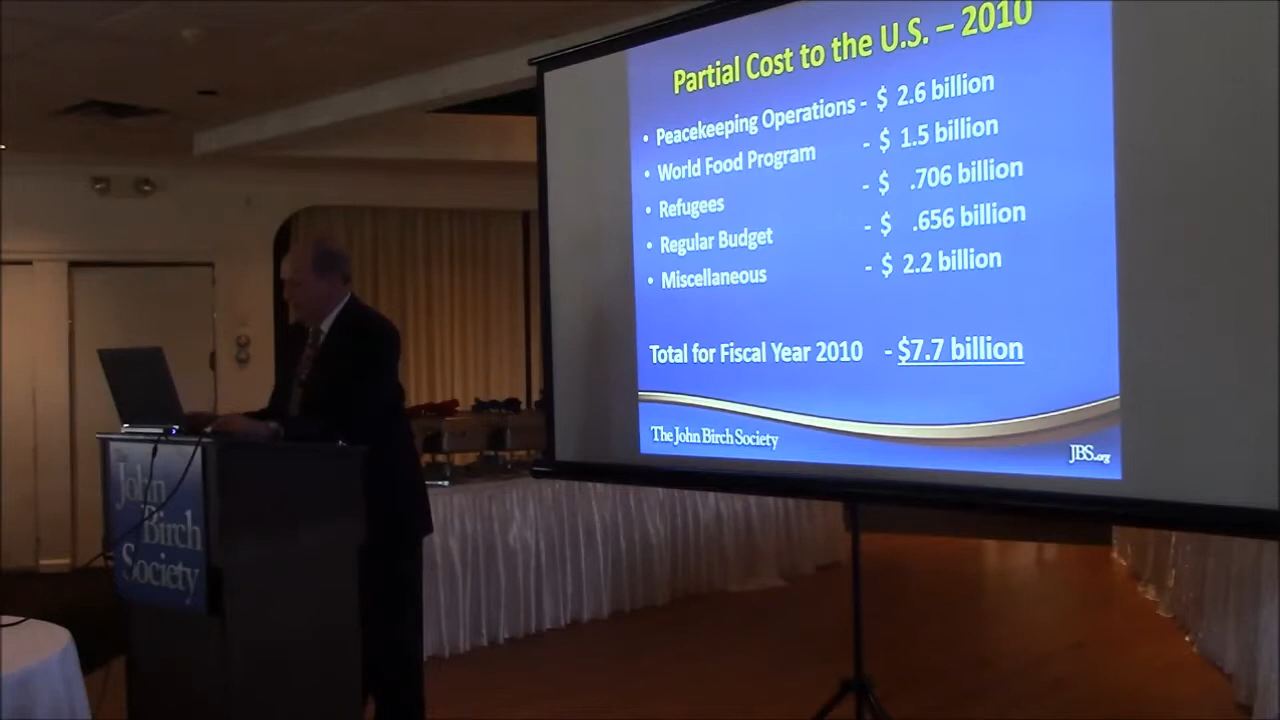 Partial Cost to the U.S. – 2010
• Peacekeeping Operations - $ 2.6 billion
• World Food Program - $ 1.5 billion
• Refugees - $ .706 billion
• Regular Budget - $ .656 billion
• Miscellaneous - $ 2.2 billion
Total for Fiscal Year 2010 - $7.7 billion
The John Birch Society
JBS.org
The
John
Birch
Society